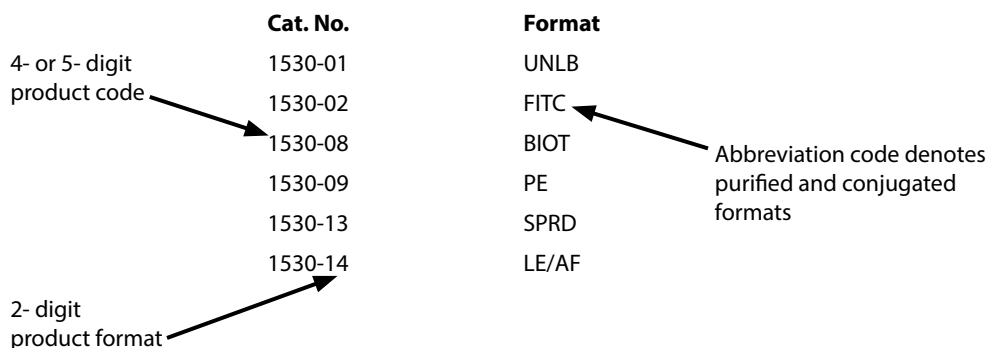 Cat. No. Format
4- or 5- digit
product code
1530-01 UNLB
1530-02 FITC
1530-08 BIOT
1530-09 PE
1530-13 SPRD
1530-14 LE/AF
Abbreviation code denotes
purified and conjugated
formats
2- digit
product format